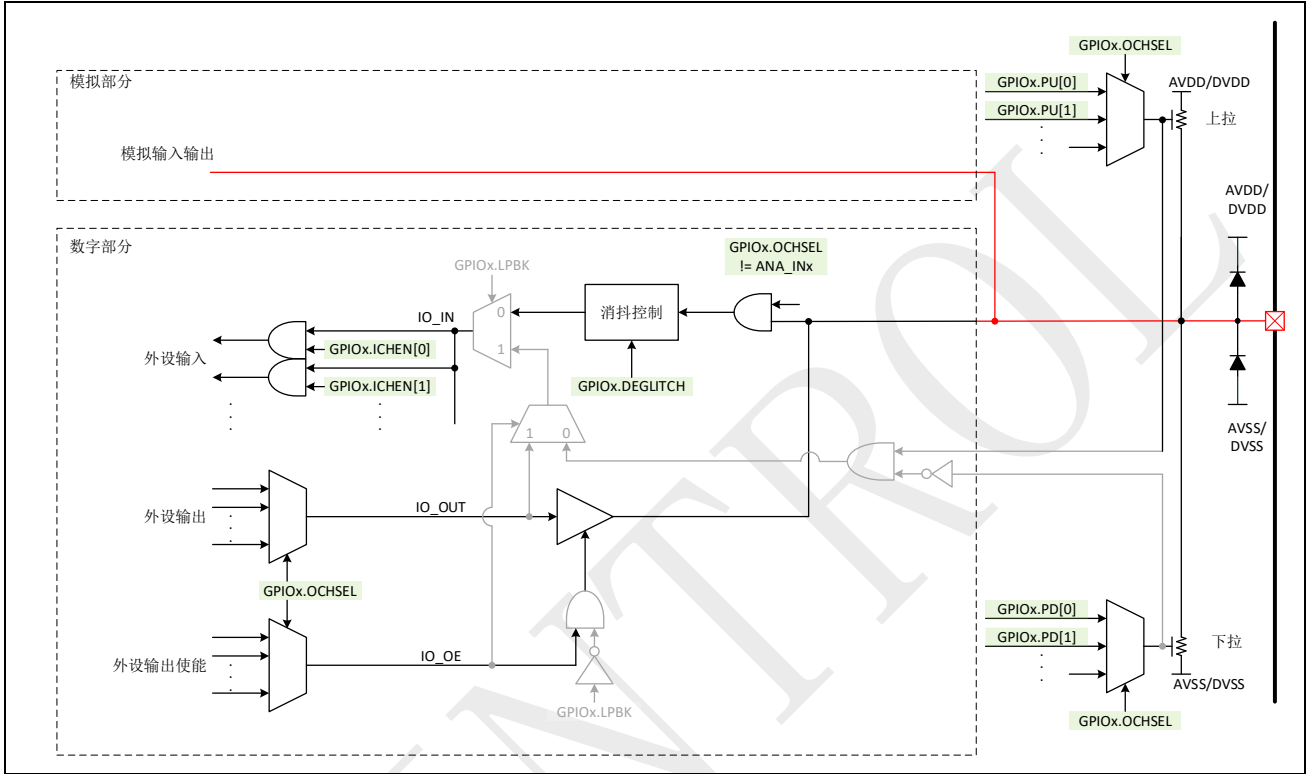 GPIOx.OCHSEL
模拟部分
GPIOx.PU[0]
AVDD/DVDD
GPIOx.PU[1]
上拉
模拟输入输出
AVDD/
DVDD
数字部分
GPIOx.OCHSEL
!= ANA_INx
GPIOx.LPBK
IO_IN
0
消抖控制
外设输入
GPIOx.ICHEN[0]
1
GPIOx.ICHEN[1]
GPIOx.DEGLITCH
AVSS/
DVSS
1 0
外设输出
IO_OUT
GPIOx.OCHSEL
GPIOx.PD[0]
GPIOx.PD[1]
下拉
外设输出使能
IO_OE
AVSS/DVSS
GPIOx.LPBK
GPIOx.OCHSEL
NTROL